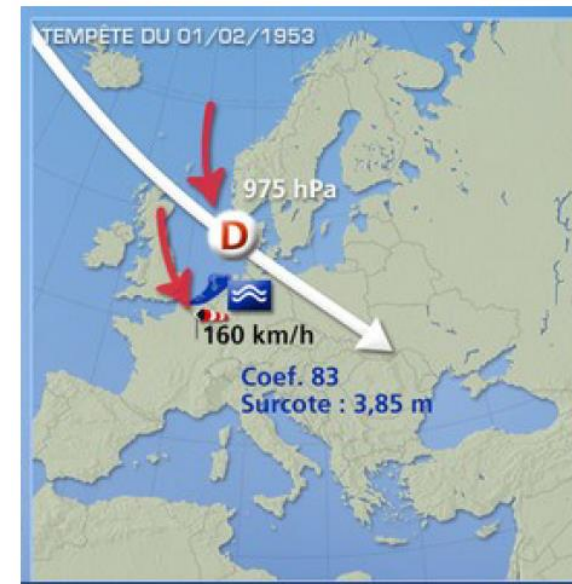 TEMPÊTE DU 01/02/1953
975 hPa
D
160 km/h
Coef. 83
Surcote : 3,85 m